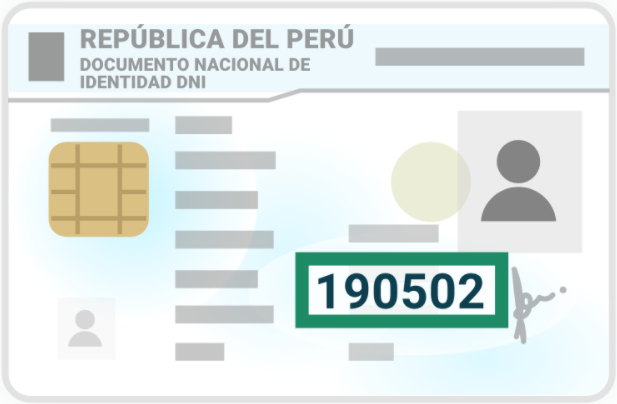 REPÚBLICA DEL PERÚ
DOCUMENTO NACIONAL DE
IDENTIDAD DNI
190502